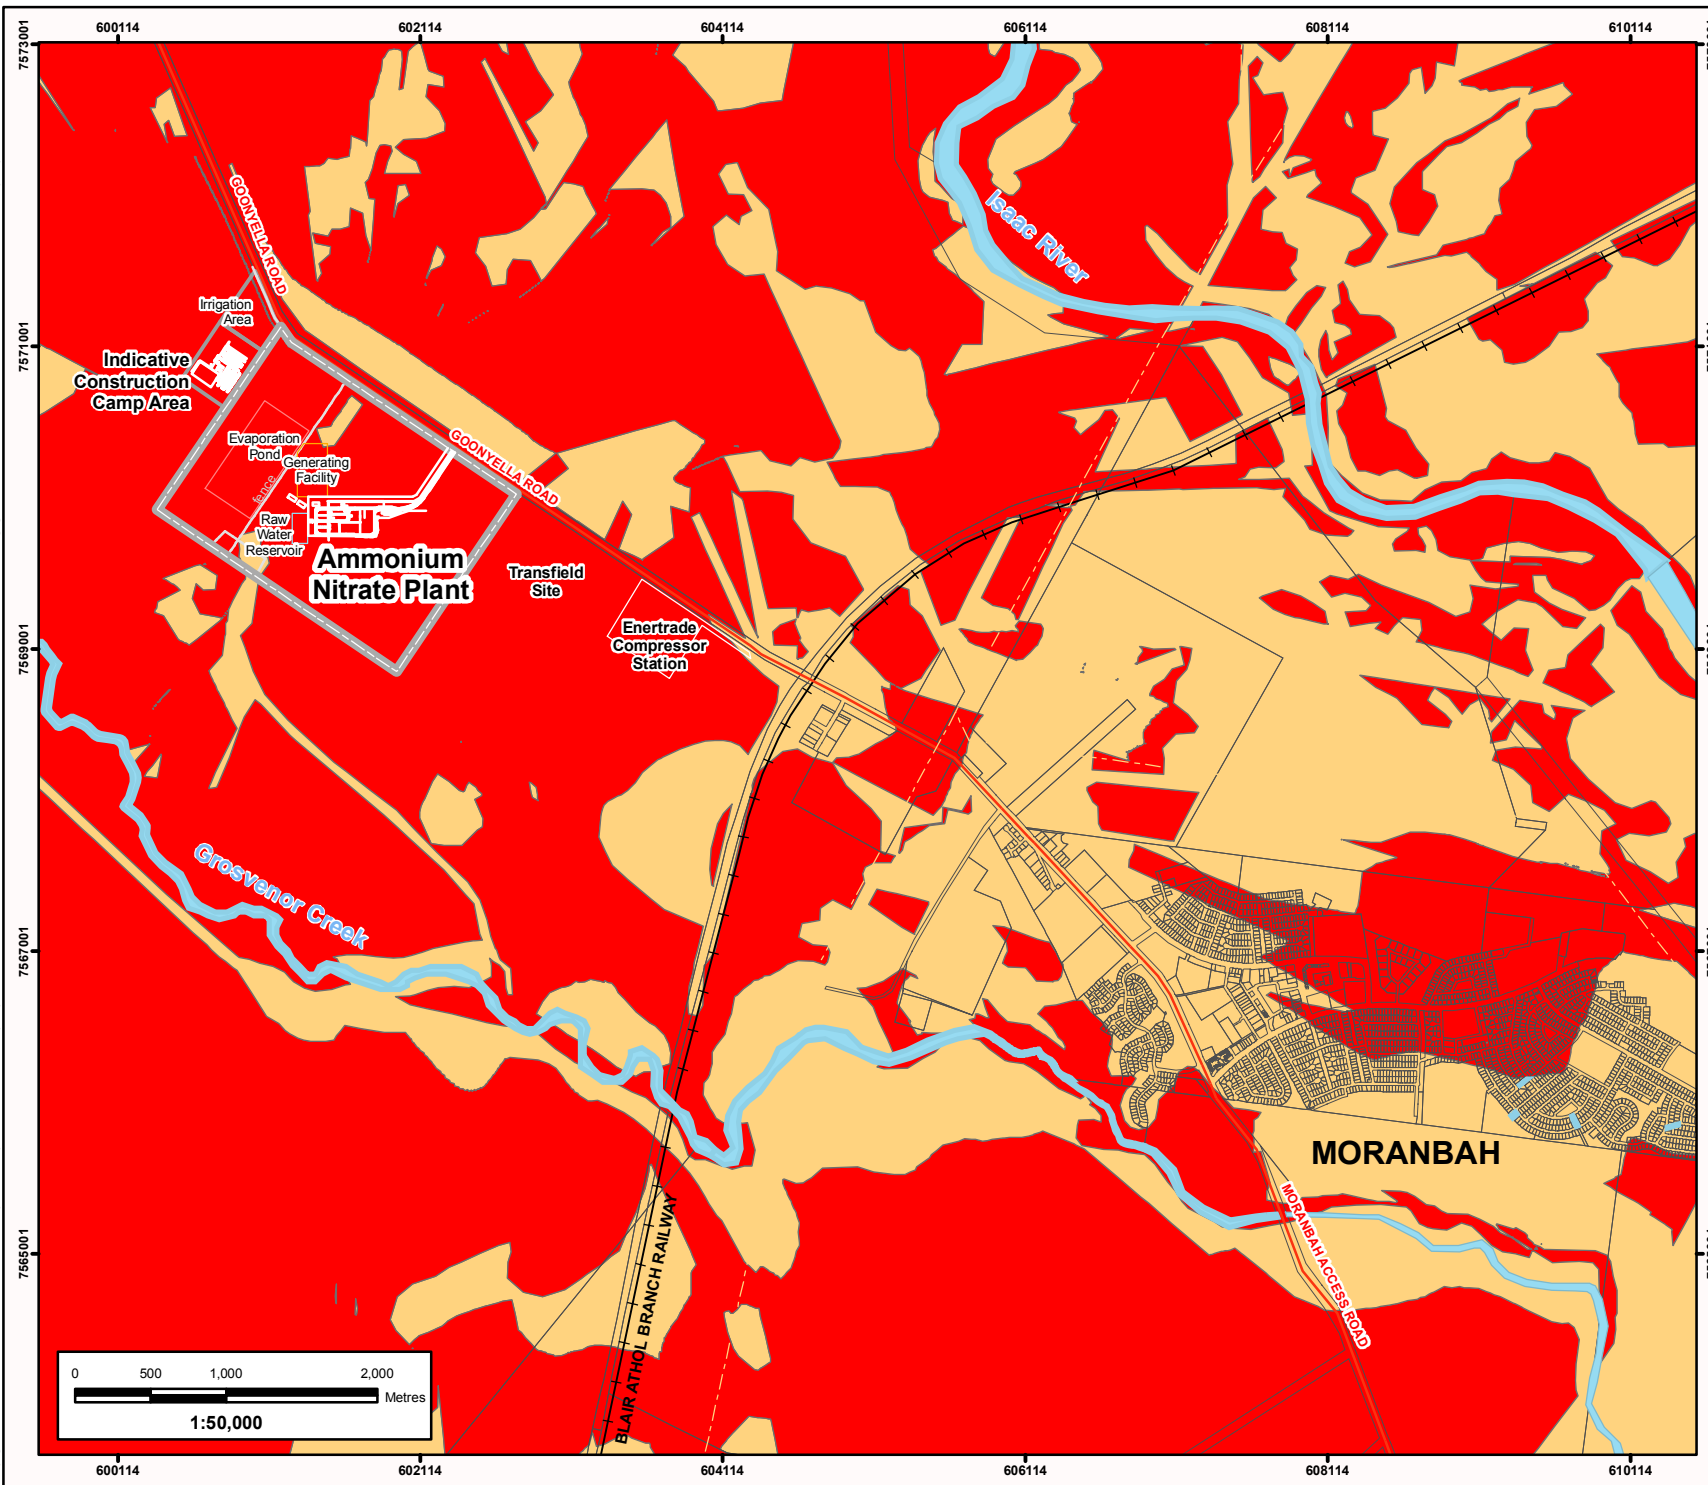 600114
602114
604114
606114
608114
610114
7573001
7571001
7569001
7567001
7565001
GOONYELLA ROAD
Isaac River
Irrigation
Area
Indicative
Construction
Camp Area
Evaporation
Pond
Generating
Facility
fence
Raw
Water
Reservoir
GOONYELLA ROAD
Ammonium
Nitrate Plant
Transfield
Site
Enertrade
Compressor
Station
Grosvenor Creek
MORANBAH
MORANBAH ACCESS ROAD
BLAIR ATHOL BRANCH RAILWAY
0 500 1,000 2,000
Metres
1:50,000
600114
602114
604114
606114
608114
610114